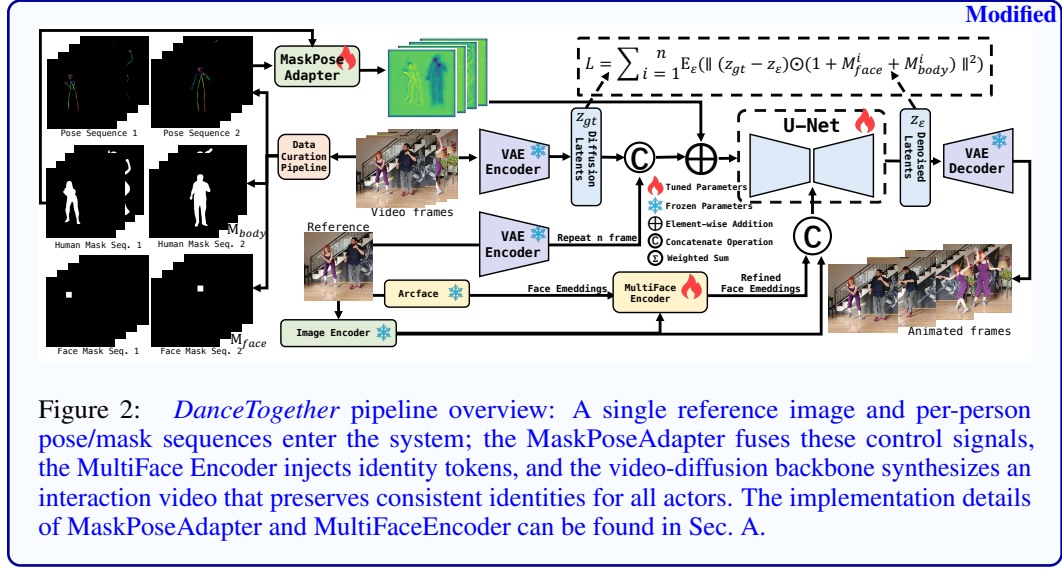 Modified
MaskPose
Adapter
L = ∑ n i = 1 E_ε(‖ (z_gt − z_ε)⊙(1 + M^i_face + M^i_body) ‖²)
Pose Sequence 1
Pose Sequence 2
Data
Curation
Pipeline
Human Mask Seq. 1
Human Mask Seq. 2
M_body
Face Mask Seq. 1
Face Mask Seq. 2
M_face
Video frames
VAE
Encoder
z_gt
Diffusion
Latents
C
U-Net
z_ε
Denoised
Latents
VAE
Decoder
Reference
VAE
Encoder
Repeat n frame
Tuned Parameters
Frozen Parameters
Element-wise Addition
C Concatenate Operation
Σ Weighted Sum
C
Arcface
Face Emeddings
MultiFace
Encoder
Refined
Face Emeddings
Image Encoder
Animated frames
Figure 2: DanceTogether pipeline overview: A single reference image and per-person
pose/mask sequences enter the system; the MaskPoseAdapter fuses these control signals,
the MultiFace Encoder injects identity tokens, and the video-diffusion backbone synthesizes an
interaction video that preserves consistent identities for all actors. The implementation details
of MaskPoseAdapter and MultiFaceEncoder can be found in Sec. A.